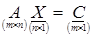 A X = C
(m×n) (n×1) (m×1)